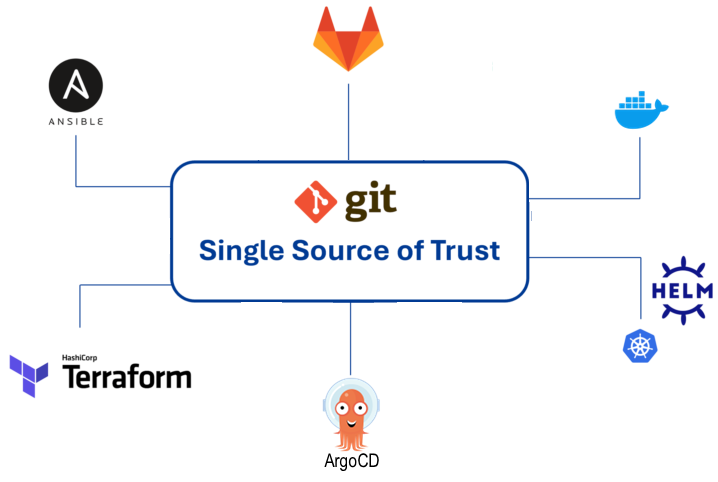 ANSIBLE
git
Single Source of Trust
HELM
HashiCorp
Terraform
ArgoCD